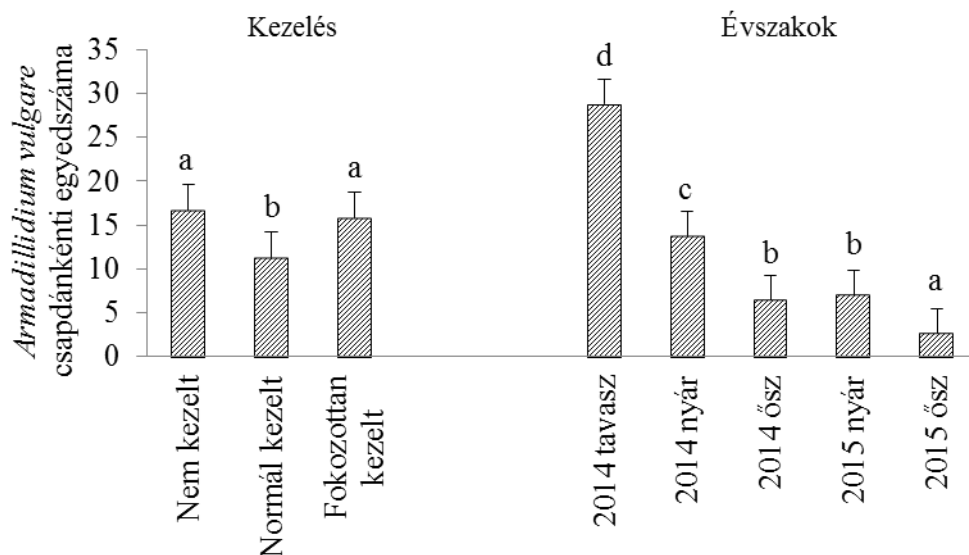 Kezelés
Évszakok
Armadillidium vulgare
csapdánkénti egyedszáma
35
30
25
20
15
10
5
0
a
b
a
d
c
b
b
a
Nem kezelt
Normál kezelt
Fokozottan
kezelt
2014 tavasz
2014 nyár
2014 ősz
2015 nyár
2015 ősz